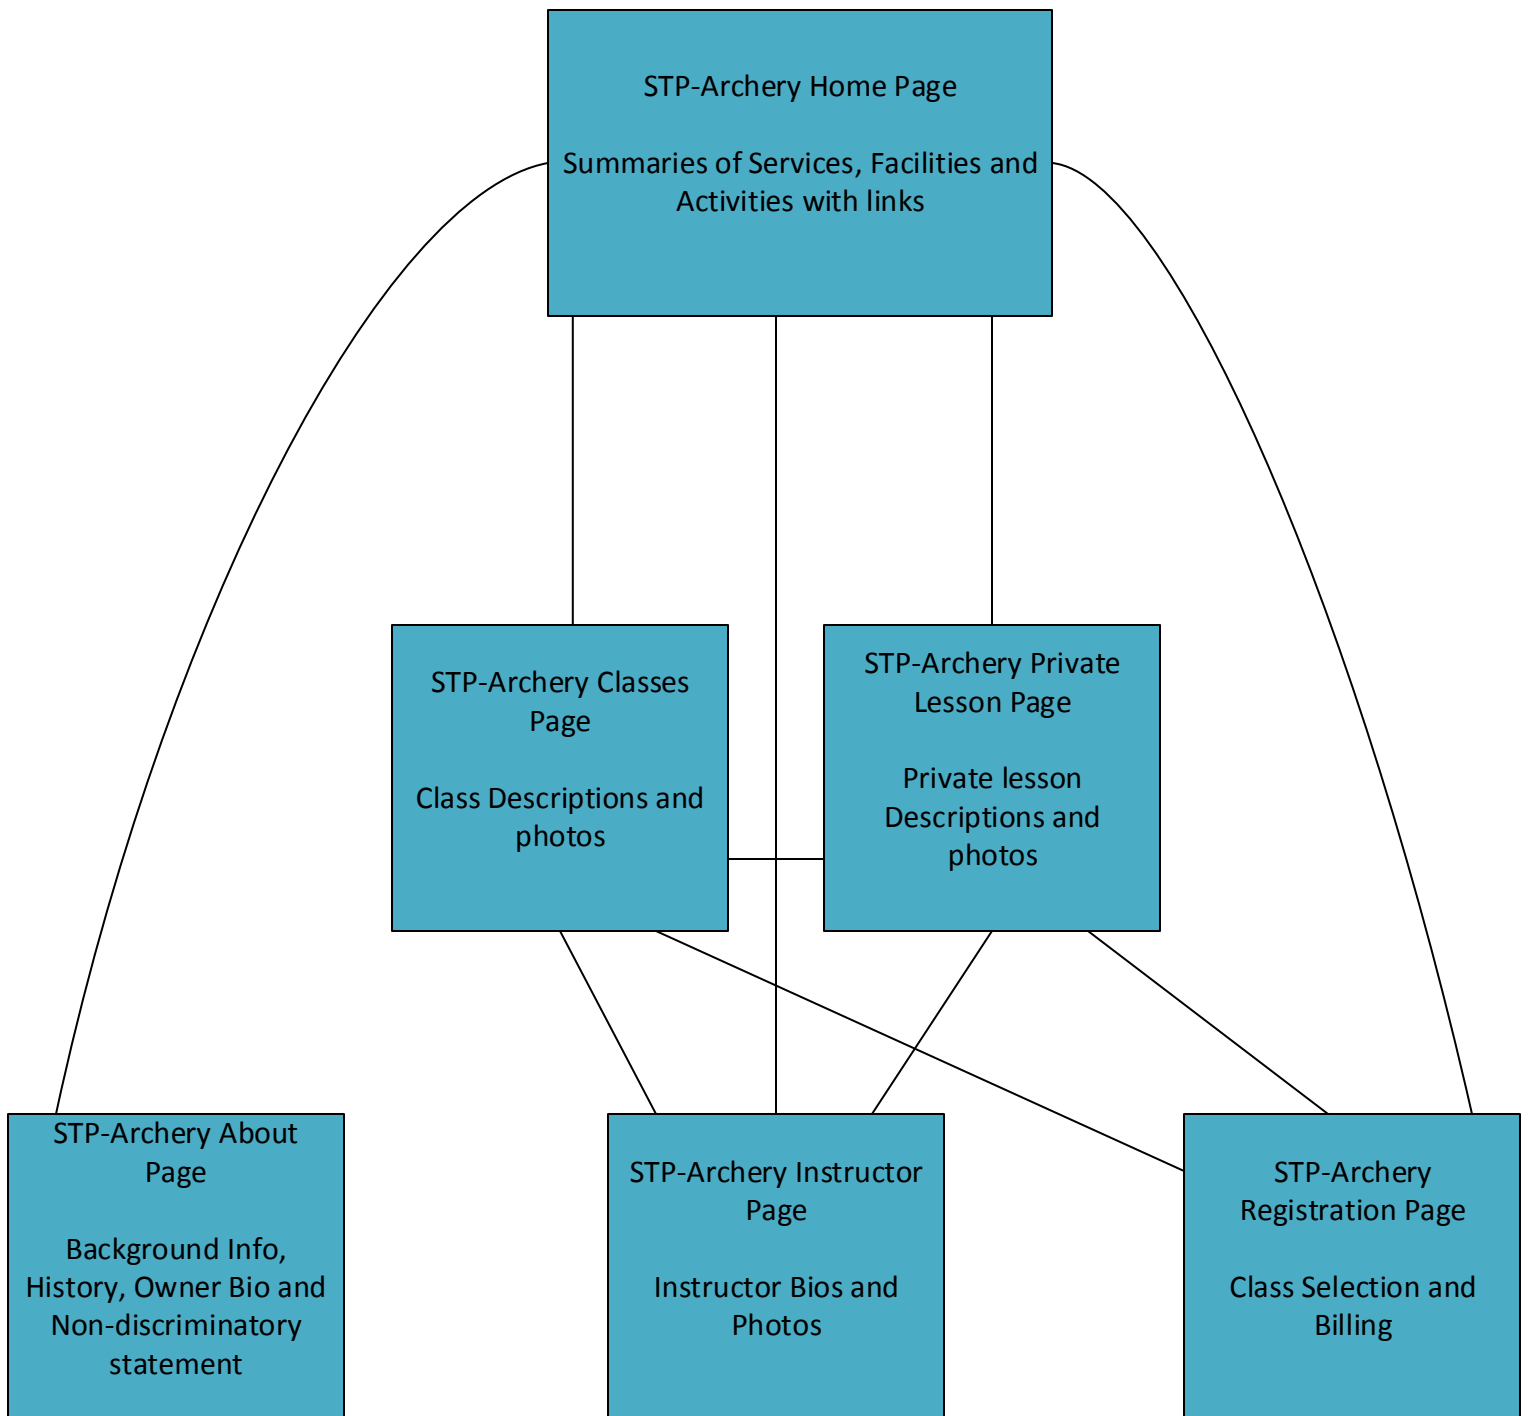 STP-Archery Home Page
Summaries of Services, Facilities and
Activities with links
STP-Archery Classes
Page
Class Descriptions and
photos
STP-Archery Private
Lesson Page
Private lesson
Descriptions and
photos
STP-Archery About
Page
Background Info,
History, Owner Bio and
Non-discriminatory
statement
STP-Archery Instructor
Page
Instructor Bios and
Photos
STP-Archery
Registration Page
Class Selection and
Billing